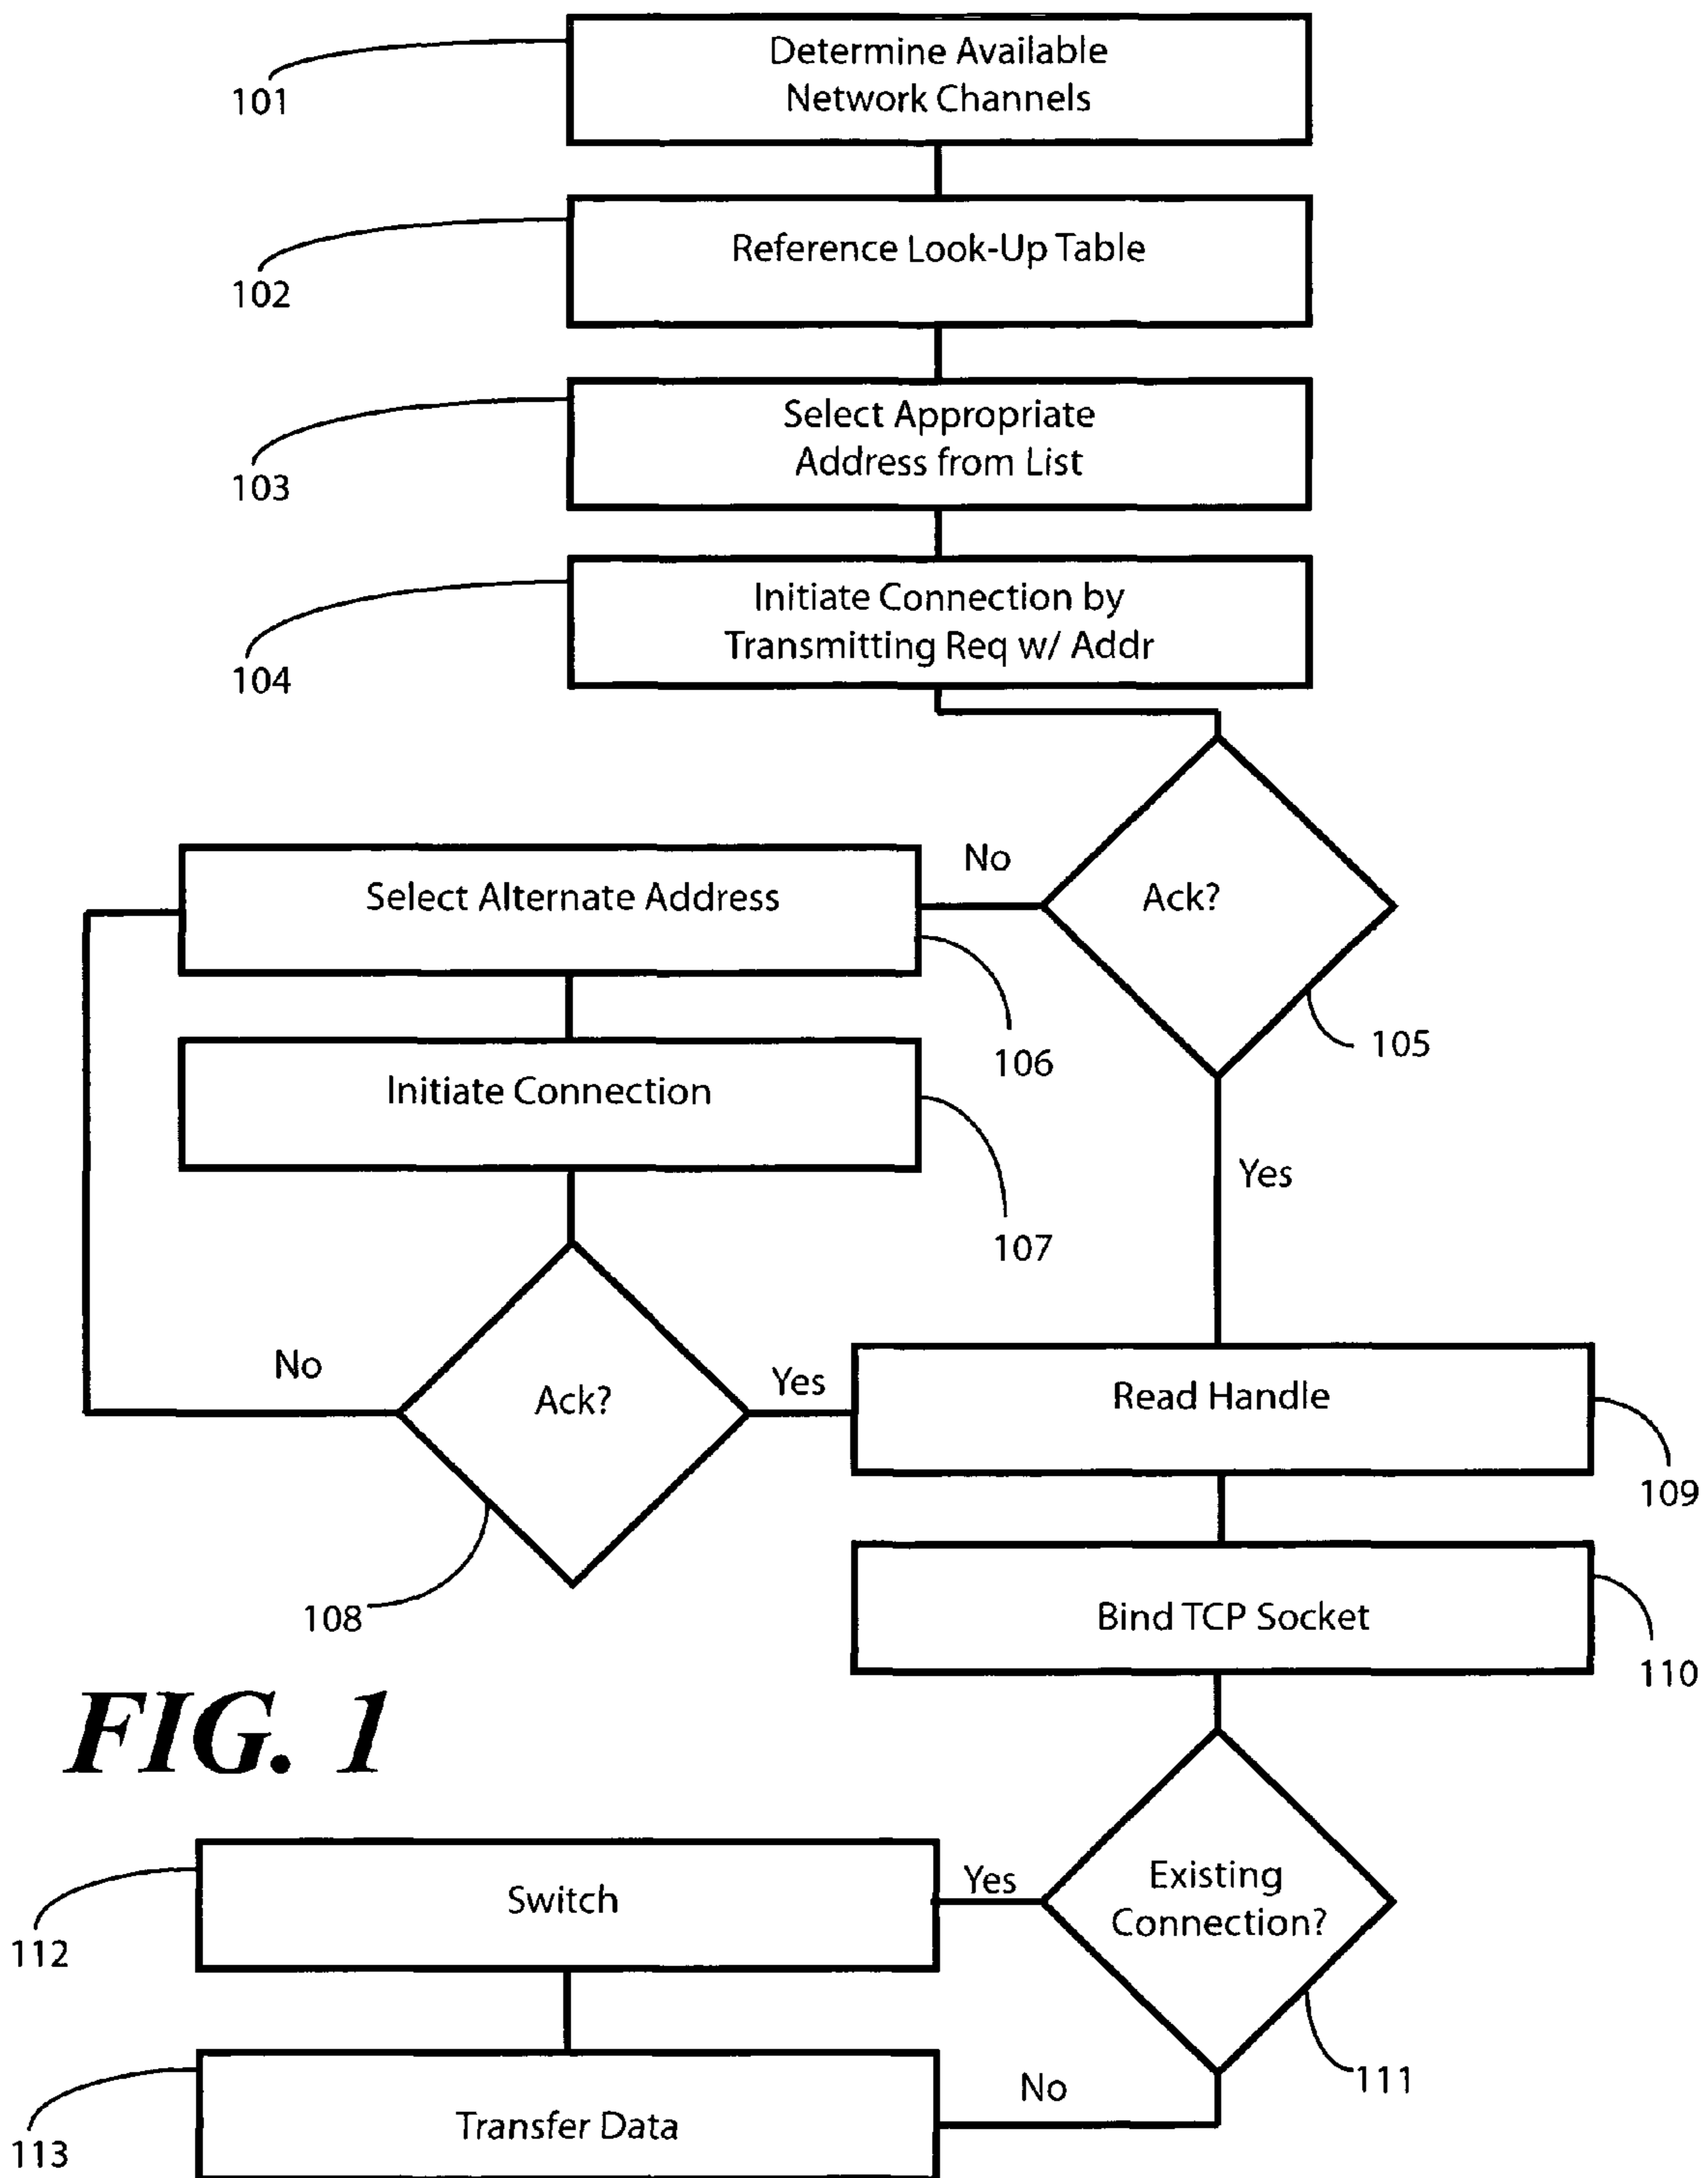 Determine Available
Network Channels
101
Reference Look-Up Table
102
Select Appropriate
Address from List
103
Initiate Connection by
Transmitting Req w/ Addr
104
No
Ack?
Select Alternate Address
105
106
Initiate Connection
Yes
107
No
Ack?
Yes
Read Handle
109
108
Bind TCP Socket
110
FIG. 1
Existing
Connection?
Yes
Switch
112
111
No
Transfer Data
113